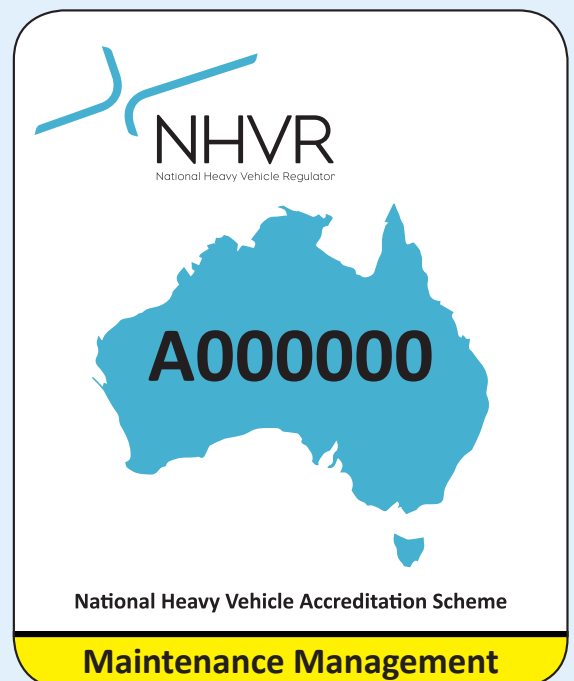 NHVR
National Heavy Vehicle Regulator
A000000
National Heavy Vehicle Accreditation Scheme
Maintenance Management